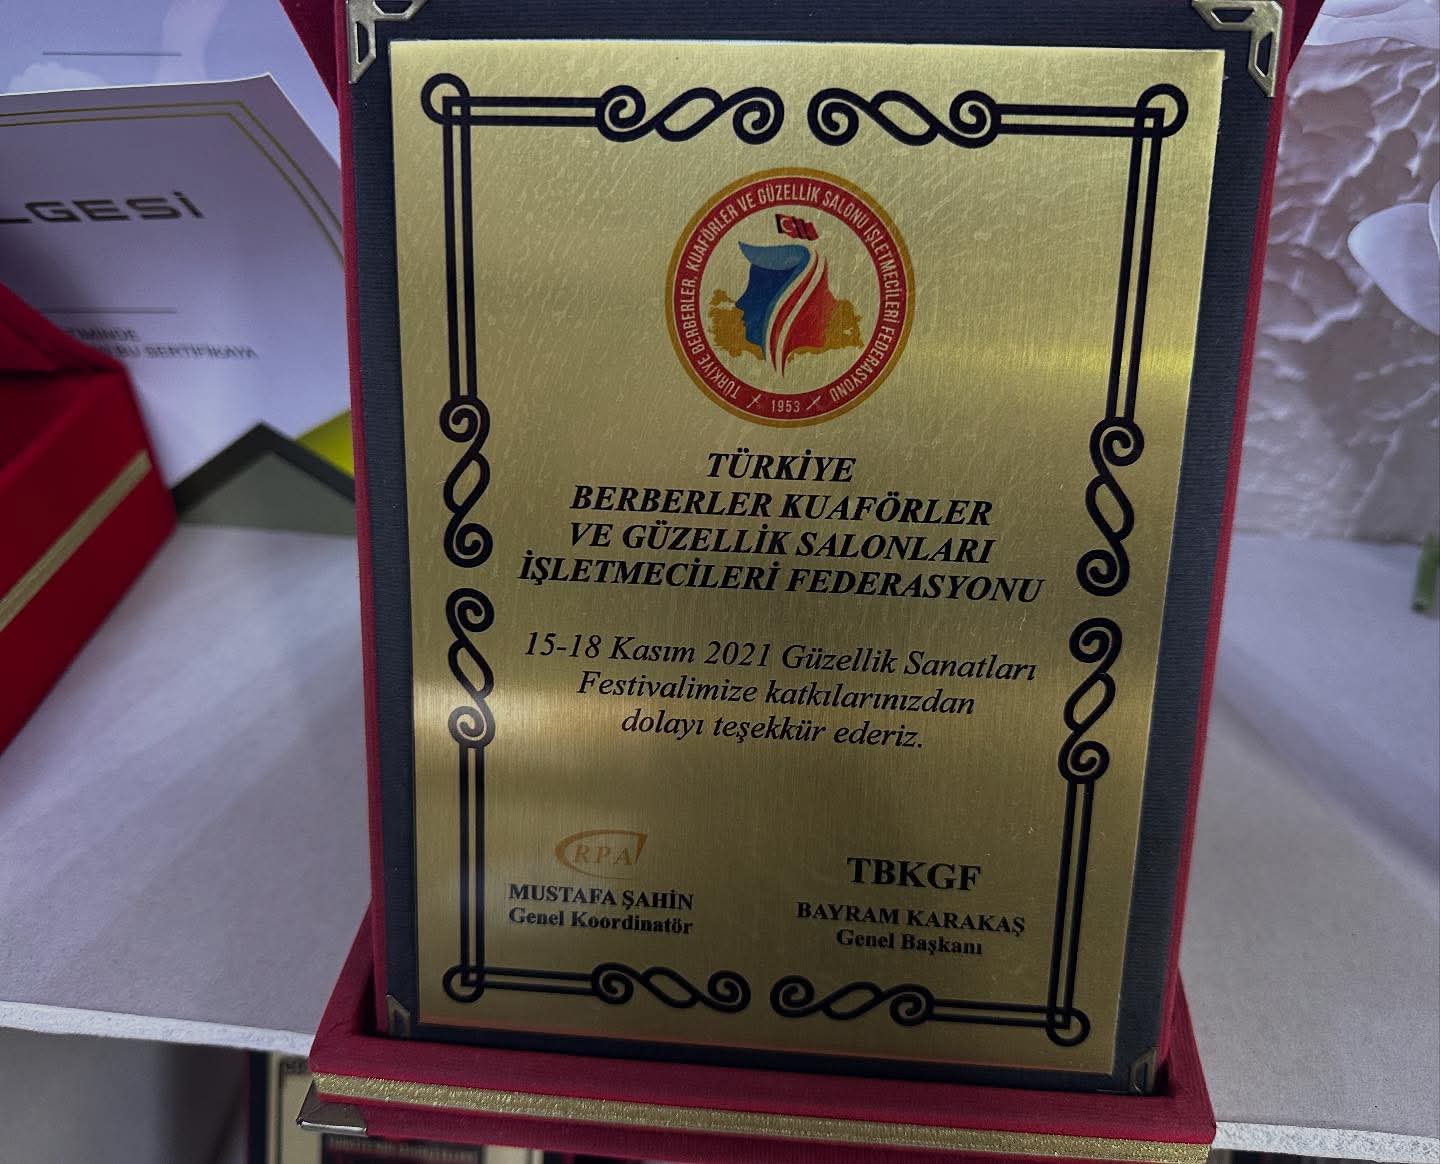 LGESİ
SERTİFİKAYA
TÜRKİYE BERBERLER, KUAFÖRLER VE GÜZELLİK SALONU İŞLETMECİLERİ FEDERASYONU
1953
TÜRKİYE
BERBERLER KUAFÖRLER
VE GÜZELLİK SALONLARI
İŞLETMECİLERİ FEDERASYONU
15-18 Kasım 2021 Güzellik Sanatları
Festivalimize katkılarınızdan
dolayı teşekkür ederiz.
RPA
MUSTAFA ŞAHİN
Genel Koordinatör
TBKGF
BAYRAM KARAKAŞ
Genel Başkanı